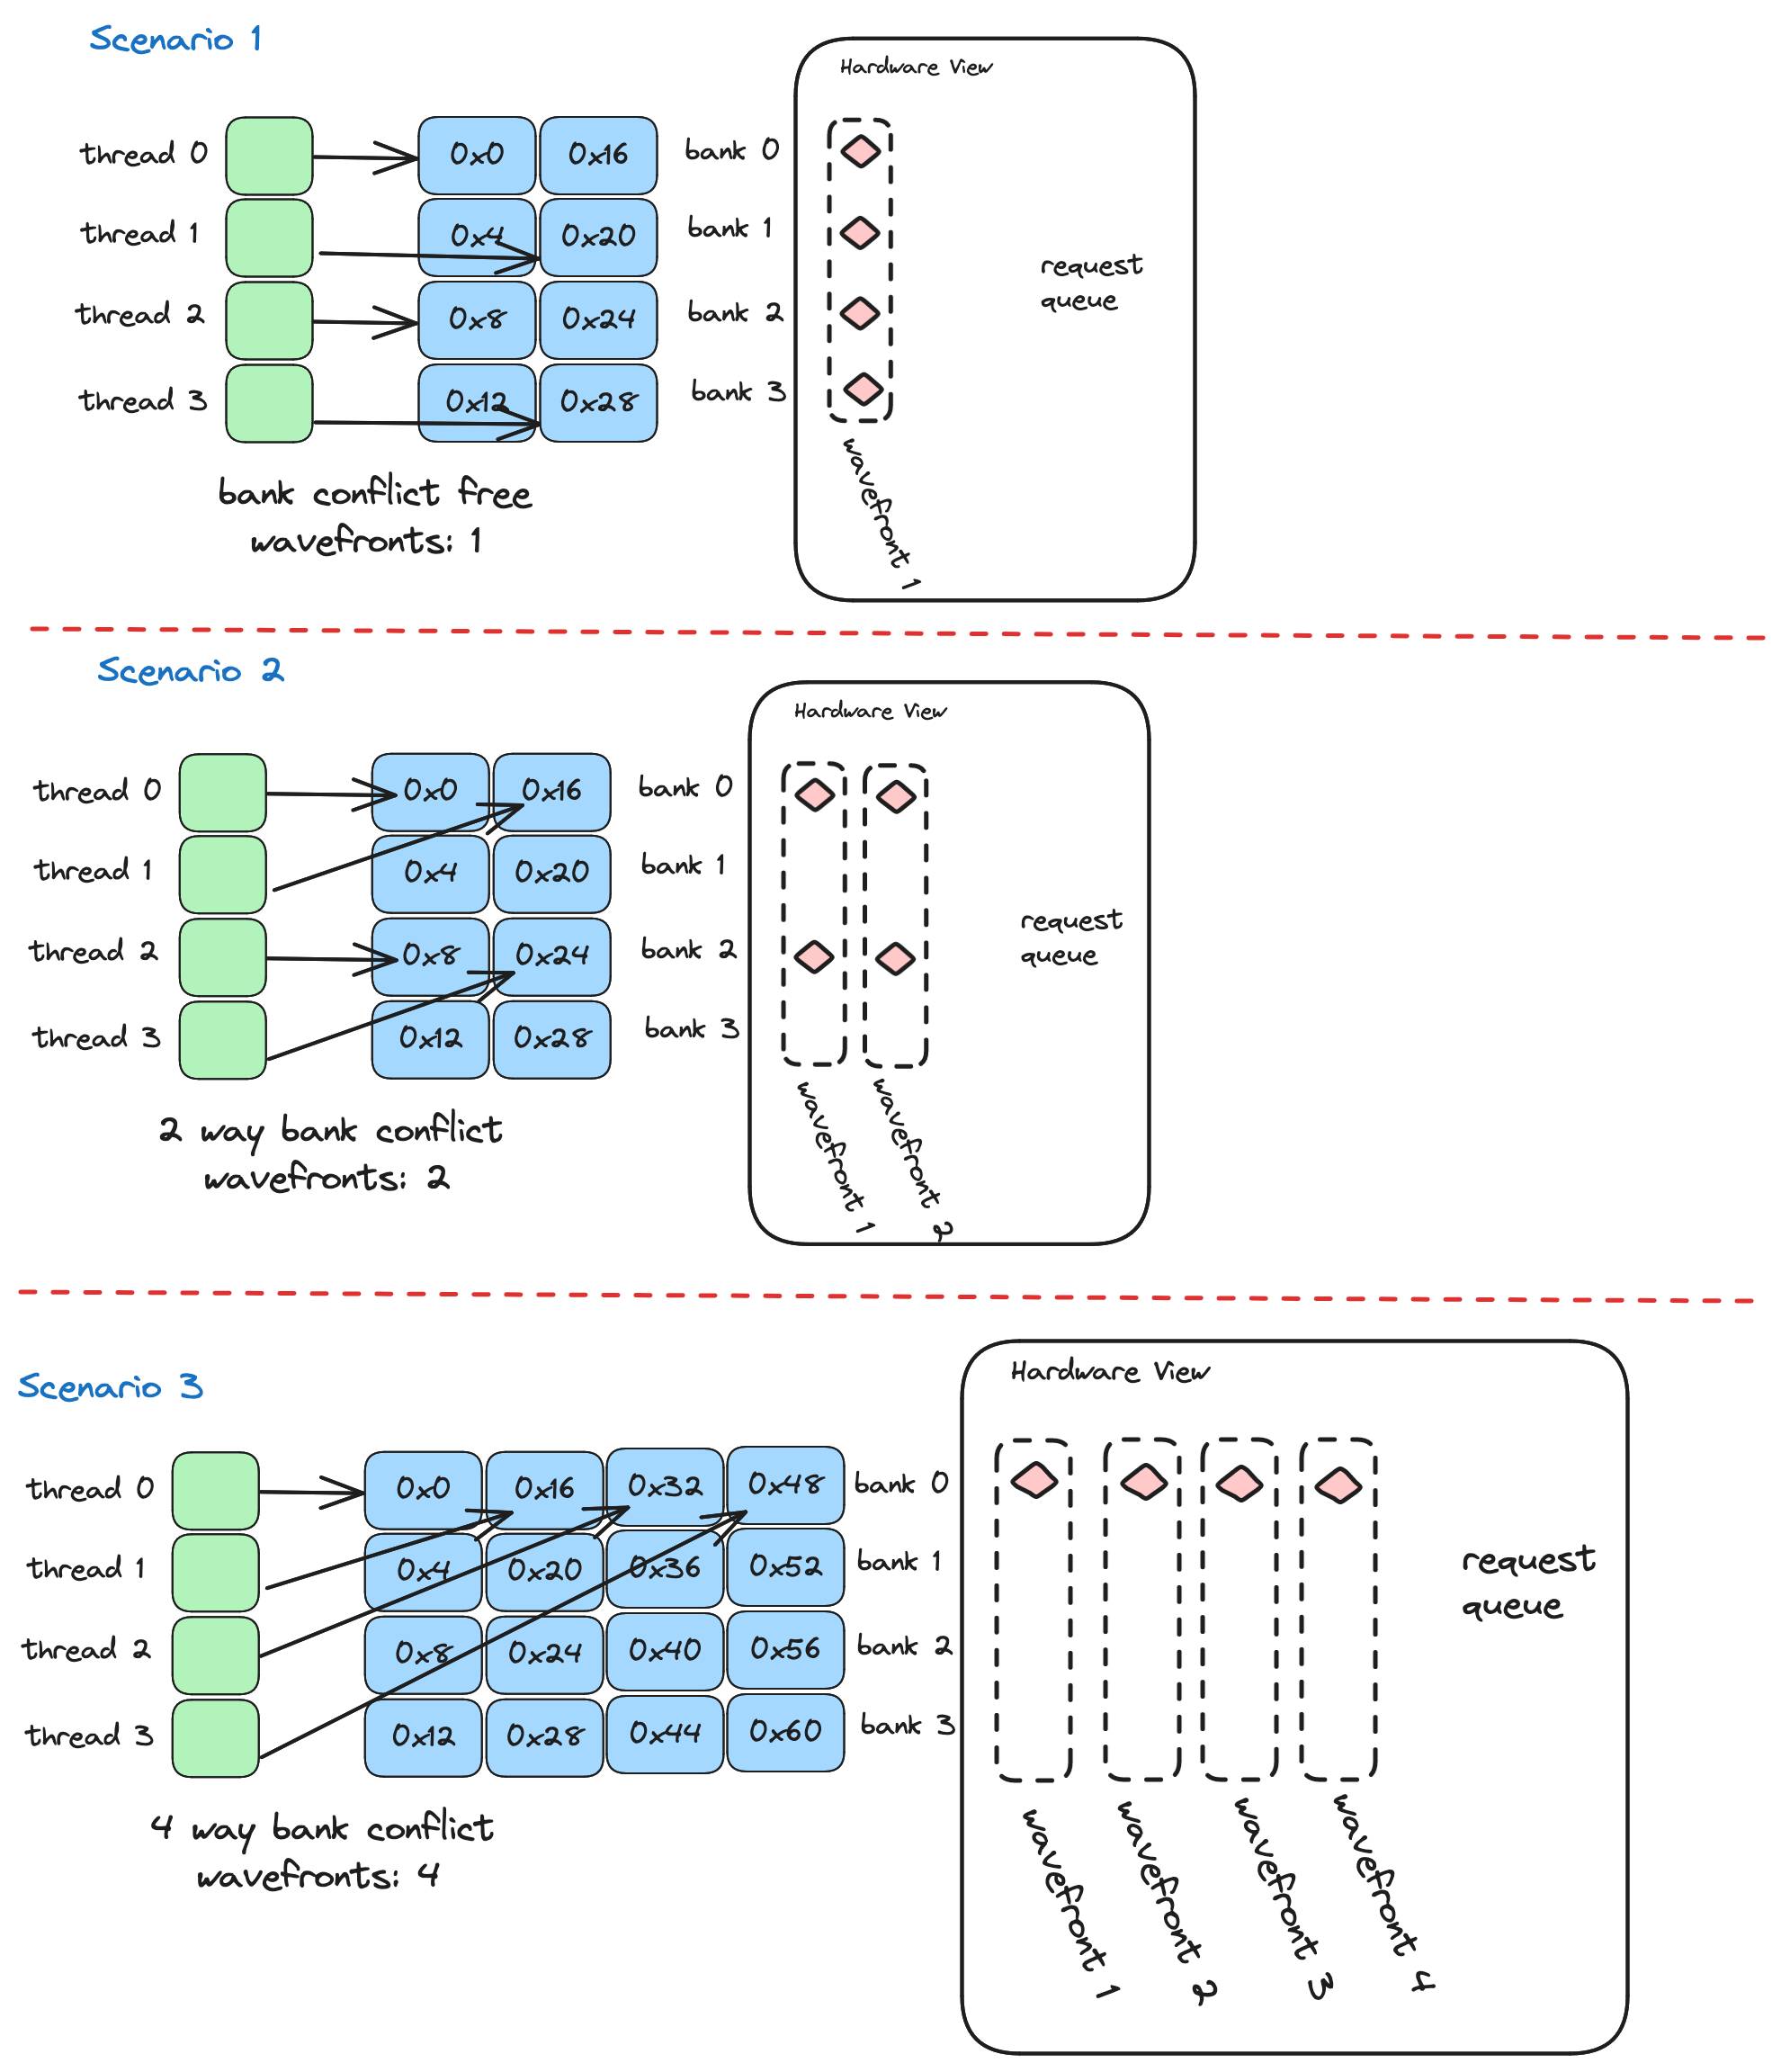 Scenario 1
Hardware View
thread 0 0x0 0x16 bank 0
thread 1 0x4 0x20 bank 1
thread 2 0x8 0x24 bank 2
thread 3 0x12 0x28 bank 3
request
queue
bank conflict free
wavefronts: 1
wavefront 1
Scenario 2
Hardware View
thread 0 0x0 0x16 bank 0
thread 1 0x4 0x20 bank 1
thread 2 0x8 0x24 bank 2
thread 3 0x12 0x28 bank 3
request
queue
2 way bank conflict
wavefronts: 2
wavefront 1
wavefront 2
Scenario 3
Hardware View
thread 0 0x0 0x16 0x32 0x48 bank 0
thread 1 0x4 0x20 0x36 0x52 bank 1
thread 2 0x8 0x24 0x40 0x56 bank 2
thread 3 0x12 0x28 0x44 0x60 bank 3
request
queue
4 way bank conflict
wavefronts: 4
wavefront 1
wavefront 2
wavefront 3
wavefront 4